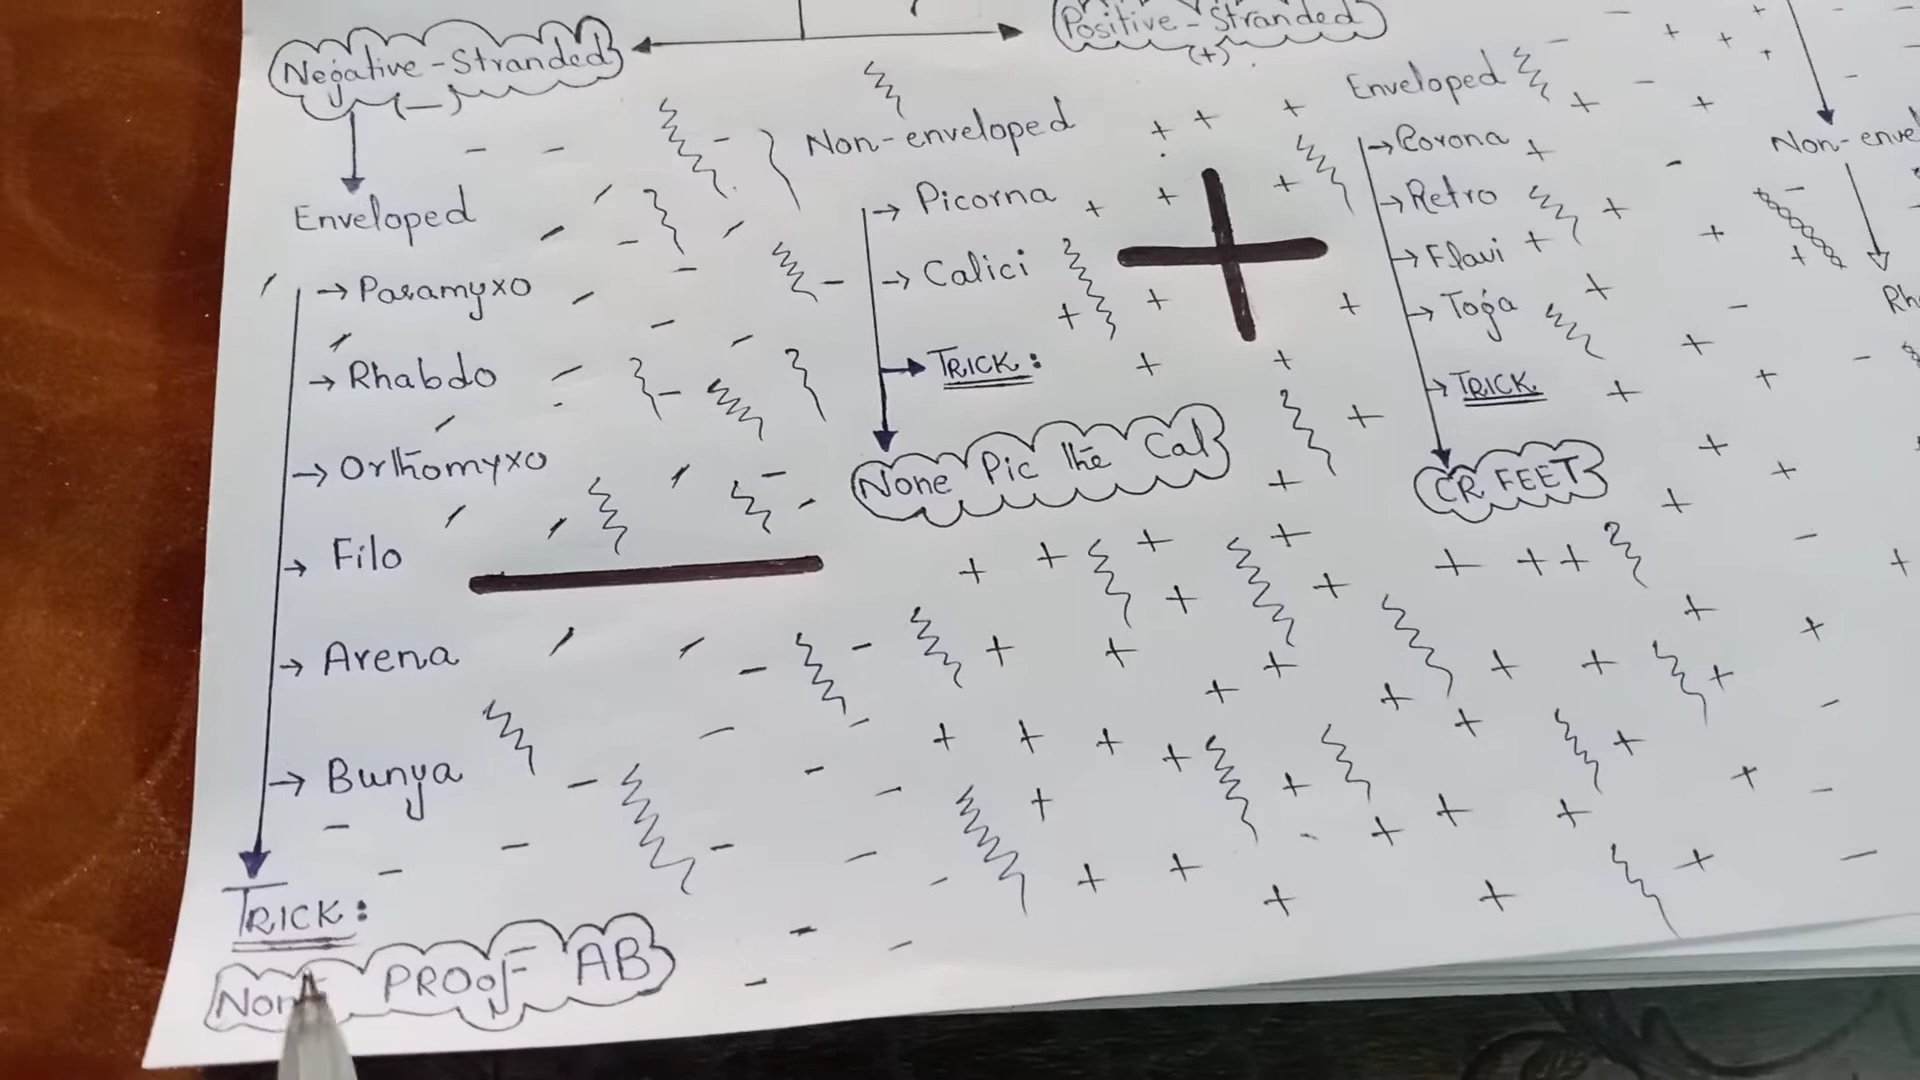 Negative-Stranded
(-)
Enveloped
→ Paramyxo
→ Rhabdo
→ Orthomyxo
→ Filo
→ Arena
→ Bunya
TRICK:
PROoF AB
Positive-Stranded
(+)
Non-enveloped
→ Picorna
→ Calici
→ TRICK:
None Pic the Cal
Enveloped
→ Corona
→ Retro
→ Flavi
→ Toga
→ TRICK
CR FEET
Non-enve
Rh